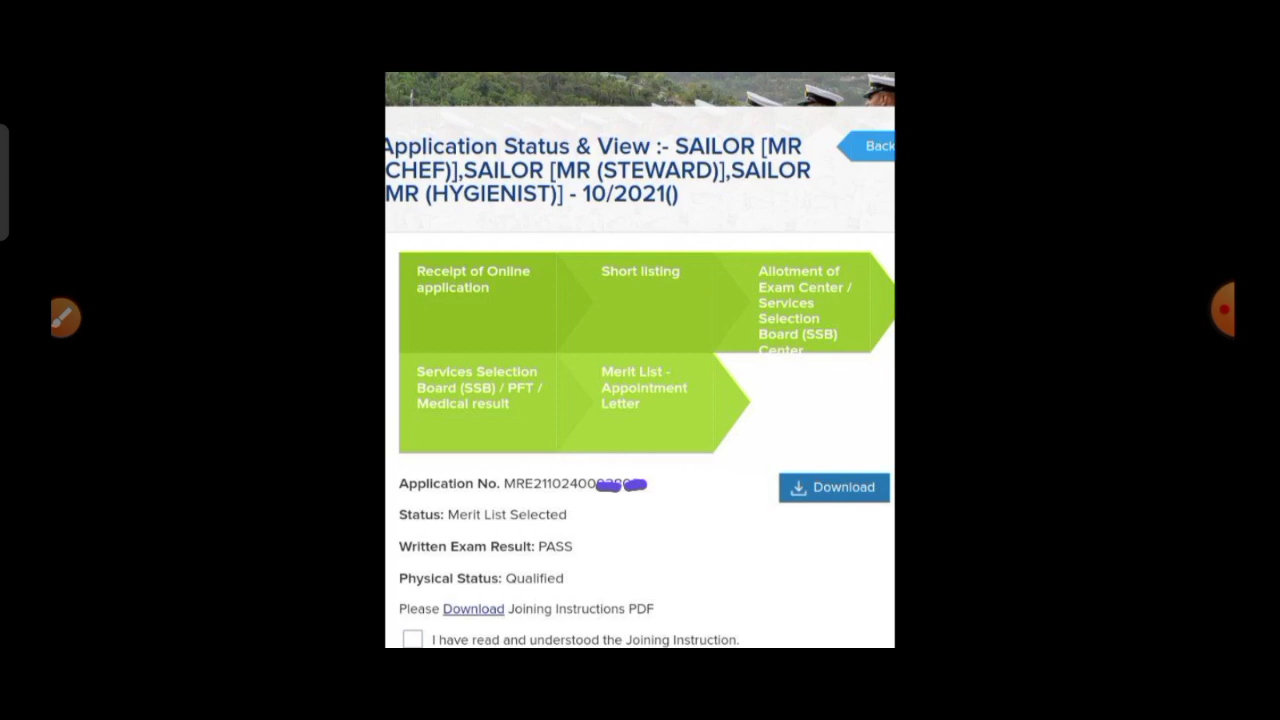 Application Status & View :- SAILOR [MR
CHEF)],SAILOR [MR (STEWARD)],SAILOR
MR (HYGIENIST)] - 10/2021()
Back
Receipt of Online
application
Short listing
Allotment of
Exam Center /
Services
Selection
Board (SSB)
Center
Services Selection
Board (SSB) / PFT /
Medical result
Merit List -
Appointment
Letter
Application No. MRE21102400
Download
Status: Merit List Selected
Written Exam Result: PASS
Physical Status: Qualified
Please Download Joining Instructions PDF
I have read and understood the Joining Instruction.